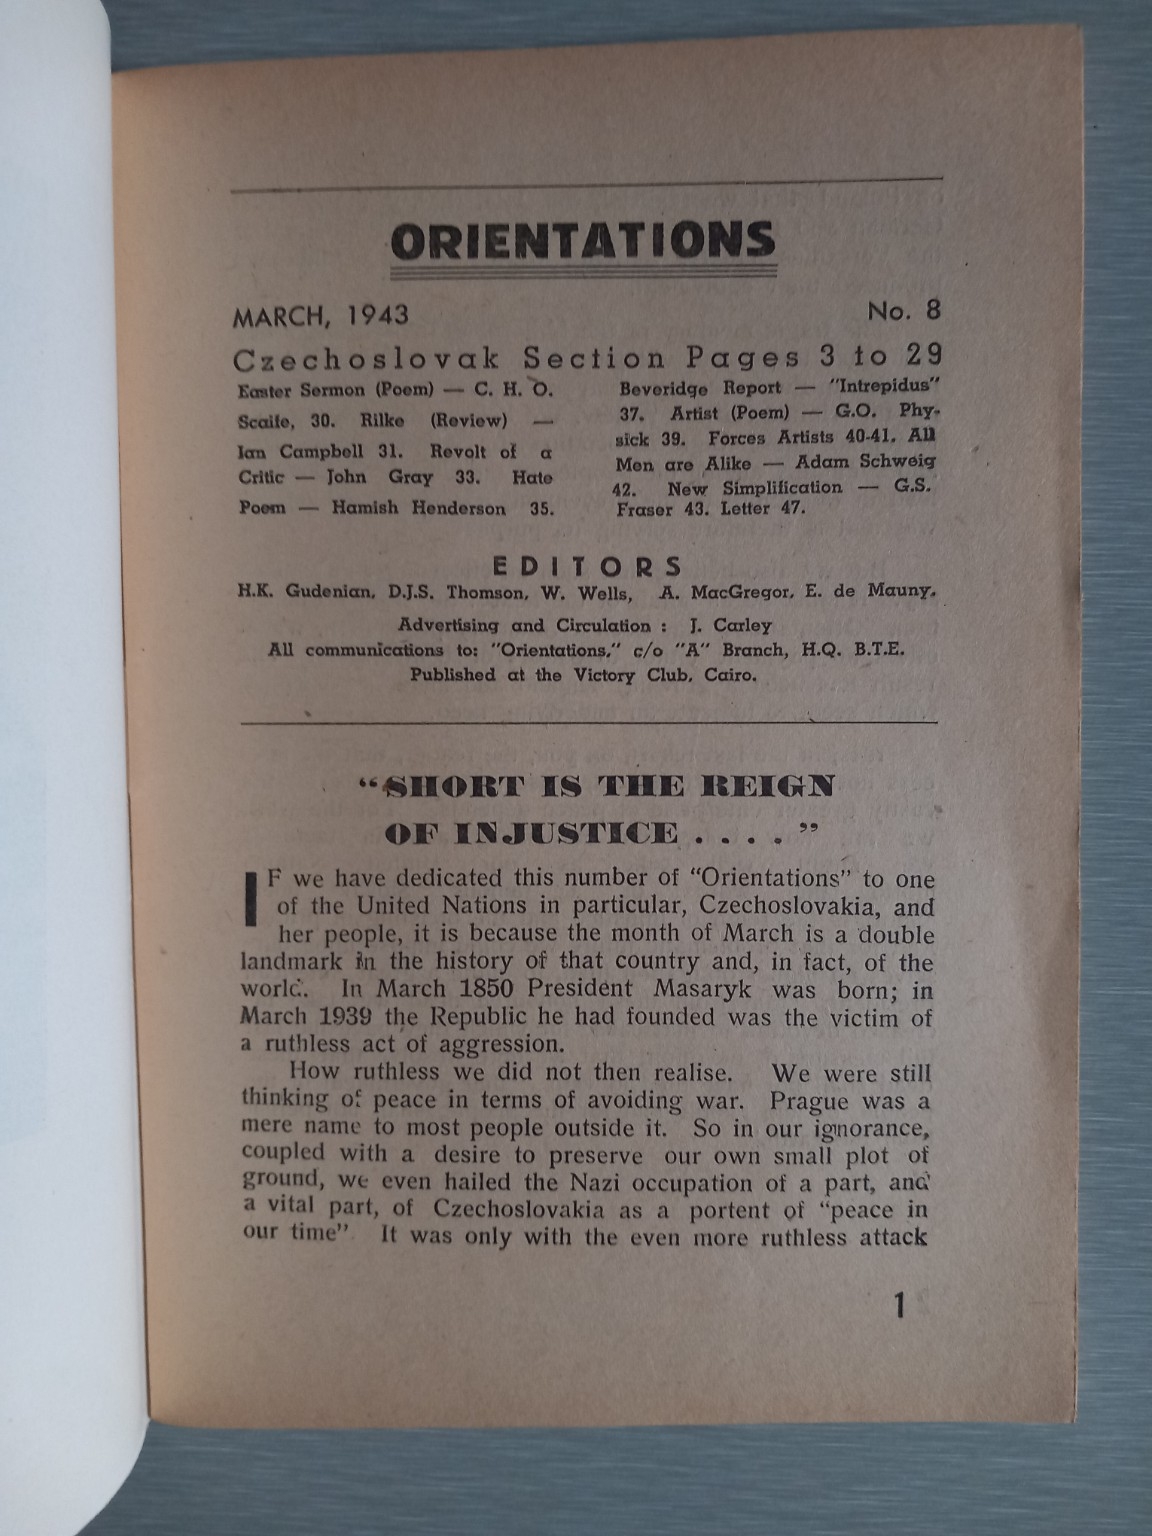 ORIENTATIONS
MARCH, 1943
No. 8
Czechoslovak Section Pages 3 to 29
Easter Sermon (Poem) — C. H. O.
Scaife, 30. Rilke (Review) —
Ian Campbell 31. Revolt of a
Critic — John Gray 33. Hate
Poem — Hamish Henderson 35.
Beveridge Report — "Intrepidus"
37. Artist (Poem) — G.O. Phy-
sick 39. Forces Artists 40-41. All
Men are Alike — Adam Schweig
42. New Simplification — G.S.
Fraser 43. Letter 47.
EDITORS
H.K. Gudenian, D.J.S. Thomson, W. Wells, A. MacGregor, E. de Mauny.
Advertising and Circulation : J. Carley
All communications to: "Orientations," c/o "A" Branch, H.Q. B.T.E.
Published at the Victory Club, Cairo.
"SHORT IS THE REIGN
OF INJUSTICE . . . . "
IF we have dedicated this number of "Orientations" to one
of the United Nations in particular, Czechoslovakia, and
her people, it is because the month of March is a double
landmark in the history of that country and, in fact, of the
world. In March 1850 President Masaryk was born; in
March 1939 the Republic he had founded was the victim of
a ruthless act of aggression.
How ruthless we did not then realise. We were still
thinking of peace in terms of avoiding war. Prague was a
mere name to most people outside it. So in our ignorance,
coupled with a desire to preserve our own small plot of
ground, we even hailed the Nazi occupation of a part, and
a vital part, of Czechoslovakia as a portent of "peace in
our time" It was only with the even more ruthless attack
1